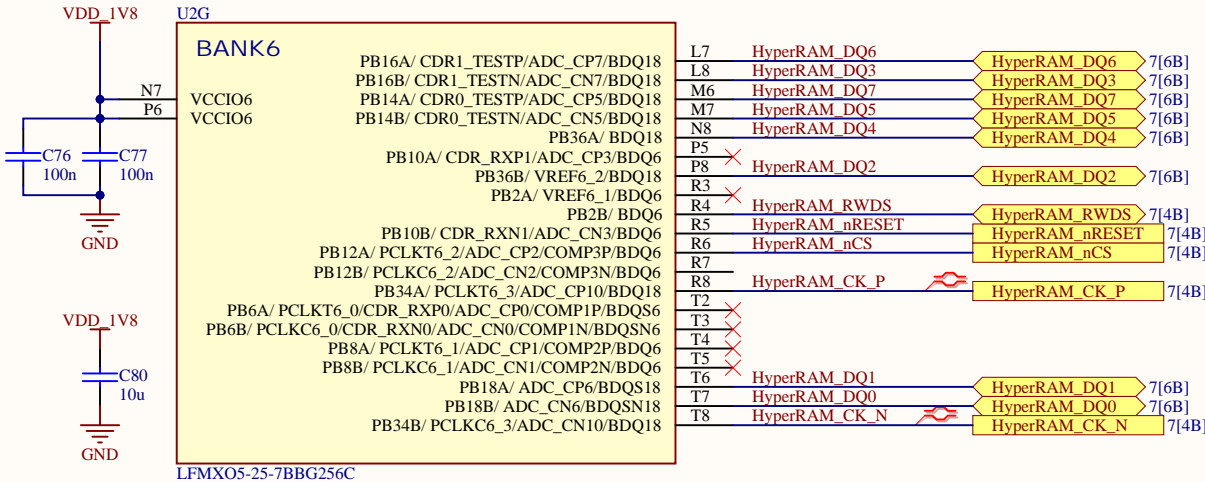 VDD_1V8
U2G
BANK6
N7 VCCIO6
P6 VCCIO6
C76
100n
C77
100n
GND
VDD_1V8
C80
10u
GND
PB16A/ CDR1_TESTP/ADC_CP7/BDQ18 L7 HyperRAM_DQ6 HyperRAM_DQ6 7[6B]
PB16B/ CDR1_TESTN/ADC_CN7/BDQ18 L8 HyperRAM_DQ3 HyperRAM_DQ3 7[6B]
PB14A/ CDR0_TESTP/ADC_CP5/BDQ18 M6 HyperRAM_DQ7 HyperRAM_DQ7 7[6B]
PB14B/ CDR0_TESTN/ADC_CN5/BDQ18 M7 HyperRAM_DQ5 HyperRAM_DQ5 7[6B]
PB36A/ BDQ18 N8 HyperRAM_DQ4 HyperRAM_DQ4 7[6B]
PB10A/ CDR_RXP1/ADC_CP3/BDQ6 P5
PB36B/ VREF6_2/BDQ18 P8 HyperRAM_DQ2 HyperRAM_DQ2 7[6B]
PB2A/ VREF6_1/BDQ6 R3
PB2B/ BDQ6 R4 HyperRAM_RWDS HyperRAM_RWDS 7[4B]
PB10B/ CDR_RXN1/ADC_CN3/BDQ6 R5 HyperRAM_nRESET HyperRAM_nRESET 7[4B]
PB12A/ PCLKT6_2/ADC_CP2/COMP3P/BDQ6 R6 HyperRAM_nCS HyperRAM_nCS 7[4B]
PB12B/ PCLKC6_2/ADC_CN2/COMP3N/BDQ6 R7
PB34A/ PCLKT6_3/ADC_CP10/BDQ18 R8 HyperRAM_CK_P HyperRAM_CK_P 7[4B]
PB6A/ PCLKT6_0/CDR_RXP0/ADC_CP0/COMP1P/BDQS6 T2
PB6B/ PCLKC6_0/CDR_RXN0/ADC_CN0/COMP1N/BDQSN6 T3
PB8A/ PCLKT6_1/ADC_CP1/COMP2P/BDQ6 T4
PB8B/ PCLKC6_1/ADC_CN1/COMP2N/BDQ6 T5
PB18A/ ADC_CP6/BDQS18 T6 HyperRAM_DQ1 HyperRAM_DQ1 7[6B]
PB18B/ ADC_CN6/BDQSN18 T7 HyperRAM_DQ0 HyperRAM_DQ0 7[6B]
PB34B/ PCLKC6_3/ADC_CN10/BDQ18 T8 HyperRAM_CK_N HyperRAM_CK_N 7[4B]
LFMXO5-25-7BBG256C